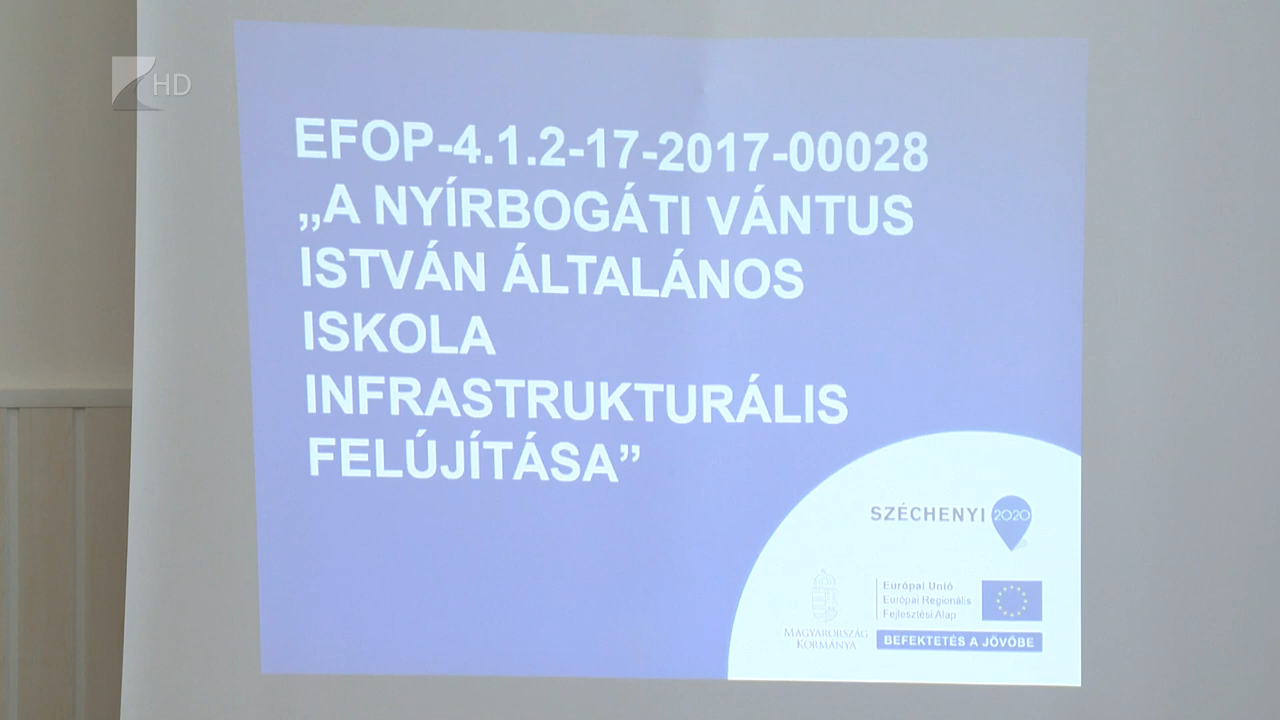 HD
EFOP-4.1.2-17-2017-00028
„A NYÍRBOGÁTI VÁNTUS
ISTVÁN ÁLTALÁNOS
ISKOLA
INFRASTRUKTURÁLIS
FELÚJÍTÁSA”
SZÉCHENYI 2020
Európai Unió
Európai Regionális
Fejlesztési Alap
MAGYARORSZÁG
KORMÁNYA
BEFEKTETÉS A JÖVŐBE